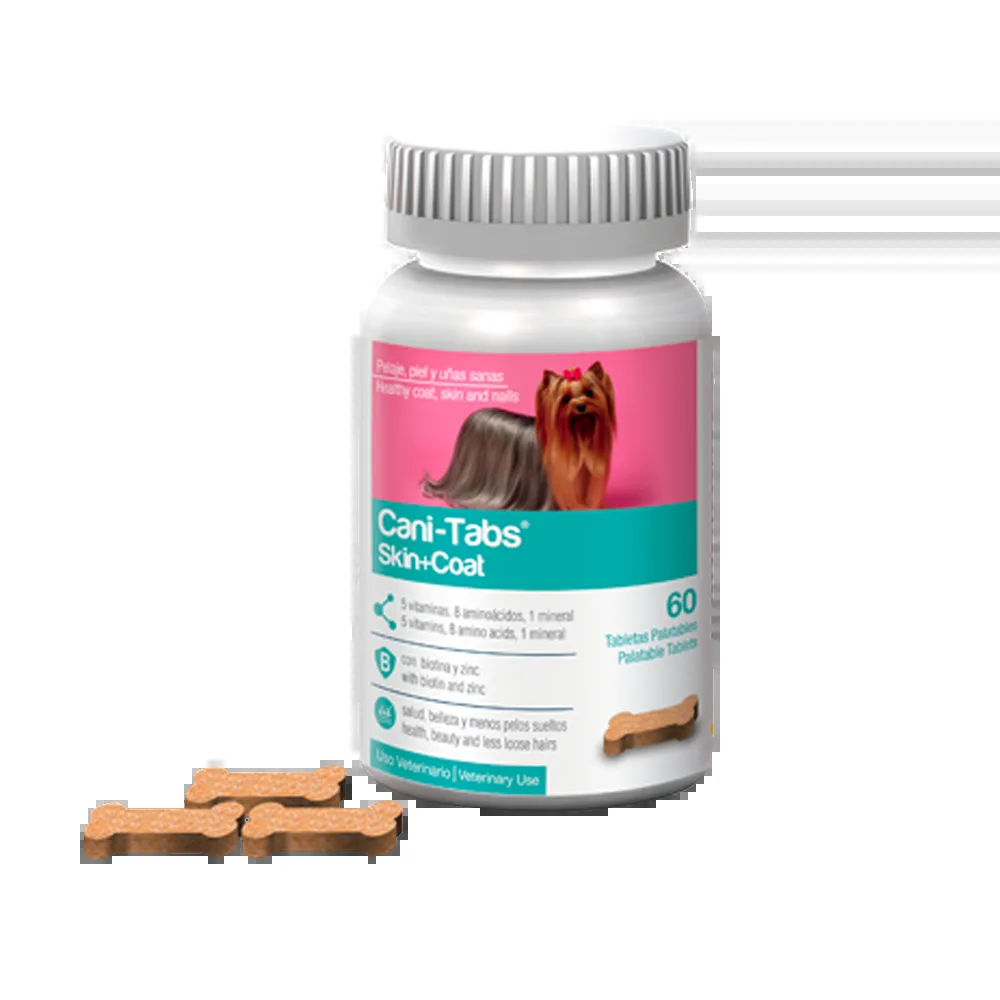 Pelaje, piel y uñas sanas
Healthy coat, skin and nails
Cani-Tabs®
Skin+Coat
5 vitaminas, 8 aminoácidos, 1 mineral
5 vitamins, 8 amino acids, 1 mineral
60
Tabletas Palatables
Palatable Tablets
B
con biotina y zinc
with biotin and zinc
salud, belleza y menos pelos sueltos
health, beauty and less loose hairs
Uso Veterinario | Veterinary Use